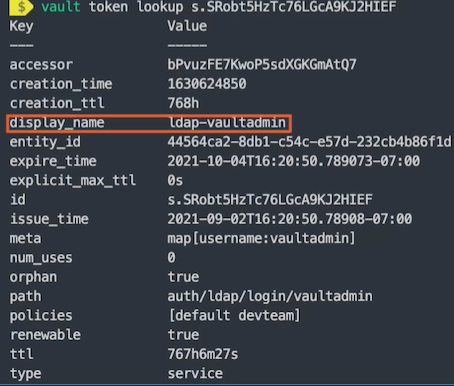 $ vault token lookup s.SRobt5HzTc76LGcA9KJ2HIEF
Key Value
--- -----
accessor bPvuzFE7KwoP5sdXGKGmAtQ7
creation_time 1630624850
creation_ttl 768h
display_name ldap-vaultadmin
entity_id 44564ca2-8db1-c54c-e57d-232cb4b86f1d
expire_time 2021-10-04T16:20:50.789073-07:00
explicit_max_ttl 0s
id s.SRobt5HzTc76LGcA9KJ2HIEF
issue_time 2021-09-02T16:20:50.78908-07:00
meta map[username:vaultadmin]
num_uses 0
orphan true
path auth/ldap/login/vaultadmin
policies [default devteam]
renewable true
ttl 767h6m27s
type service